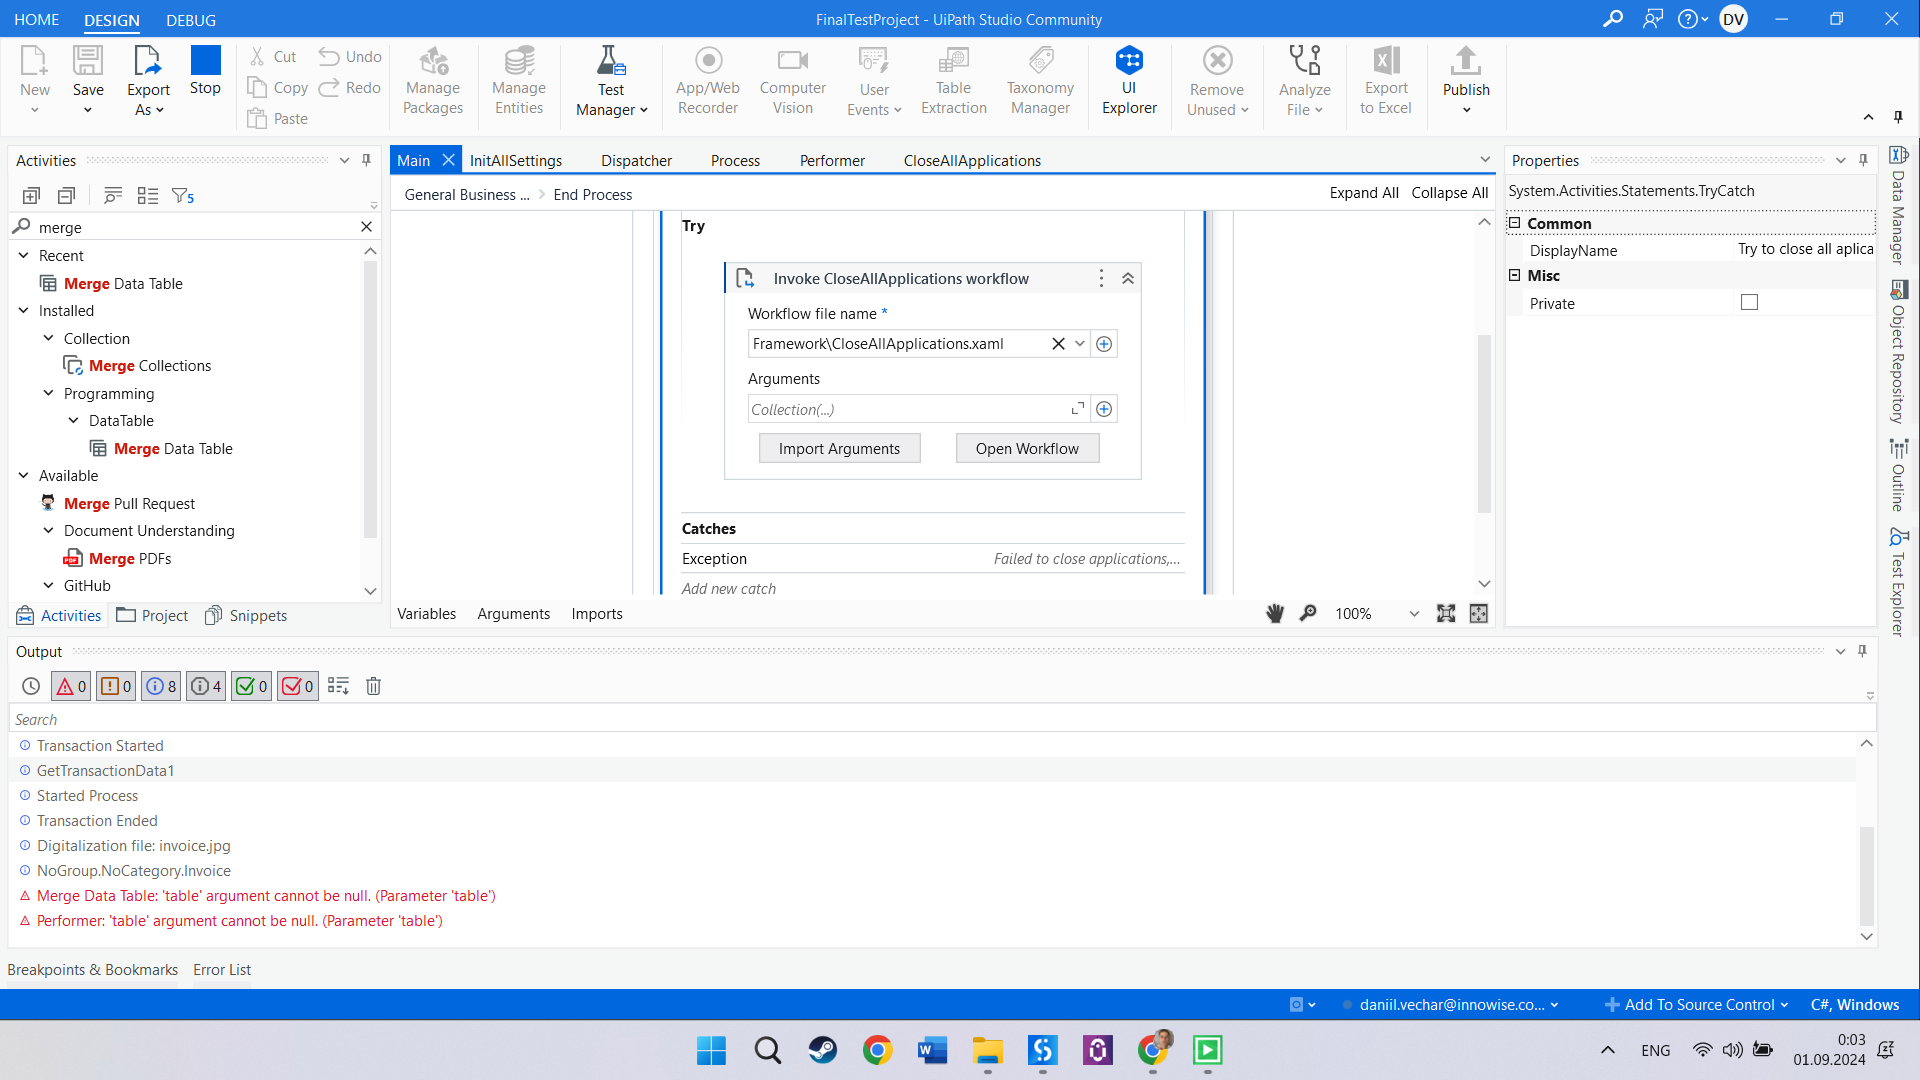 HOME
DESIGN
DEBUG
FinalTestProject - UiPath Studio Community
DV
New
Save
Export As
Stop
Cut
Copy
Paste
Undo
Redo
Manage Packages
Manage Entities
Test Manager
App/Web Recorder
Computer Vision
User Events
Table Extraction
Taxonomy Manager
UI Explorer
Remove Unused
Analyze File
Export to Excel
Publish
Activities
5
merge
Recent
Merge Data Table
Installed
Collection
Merge Collections
Programming
DataTable
Merge Data Table
Available
Merge Pull Request
Document Understanding
PDF
Merge PDFs
GitHub
Activities
Project
Snippets
Main
InitAllSettings
Dispatcher
Process
Performer
CloseAllApplications
General Business ...
End Process
Expand All
Collapse All
Try
Invoke CloseAllApplications workflow
Workflow file name *
Framework\CloseAllApplications.xaml
Arguments
Collection(...)
Import Arguments
Open Workflow
Catches
Exception
Failed to close applications,...
Add new catch
Variables
Arguments
Imports
100%
Properties
System.Activities.Statements.TryCatch
Common
DisplayName
Try to close all aplica
Misc
Private
Data Manager
Object Repository
Outline
Test Explorer
Output
0
0
8
4
0
0
Search
Transaction Started
GetTransactionData1
Started Process
Transaction Ended
Digitalization file: invoice.jpg
NoGroup.NoCategory.Invoice
Merge Data Table: 'table' argument cannot be null. (Parameter 'table')
Performer: 'table' argument cannot be null. (Parameter 'table')
Breakpoints & Bookmarks
Error List
daniil.vechar@innowise.co...
Add To Source Control
C#, Windows
W
ENG
0:03
01.09.2024